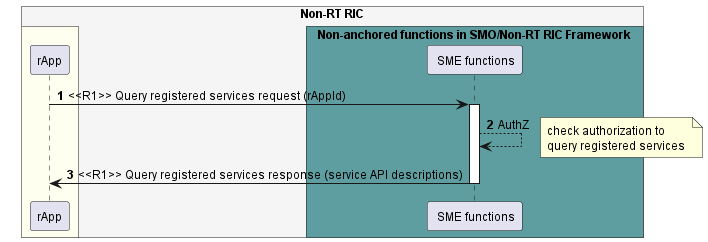 Non-RT RIC
Non-anchored functions in SMO/Non-RT RIC Framework
rApp
SME functions
1 <<R1>> Query registered services request (rAppId)
2 AuthZ
check authorization to
query registered services
3 <<R1>> Query registered services response (service API descriptions)
rApp
SME functions